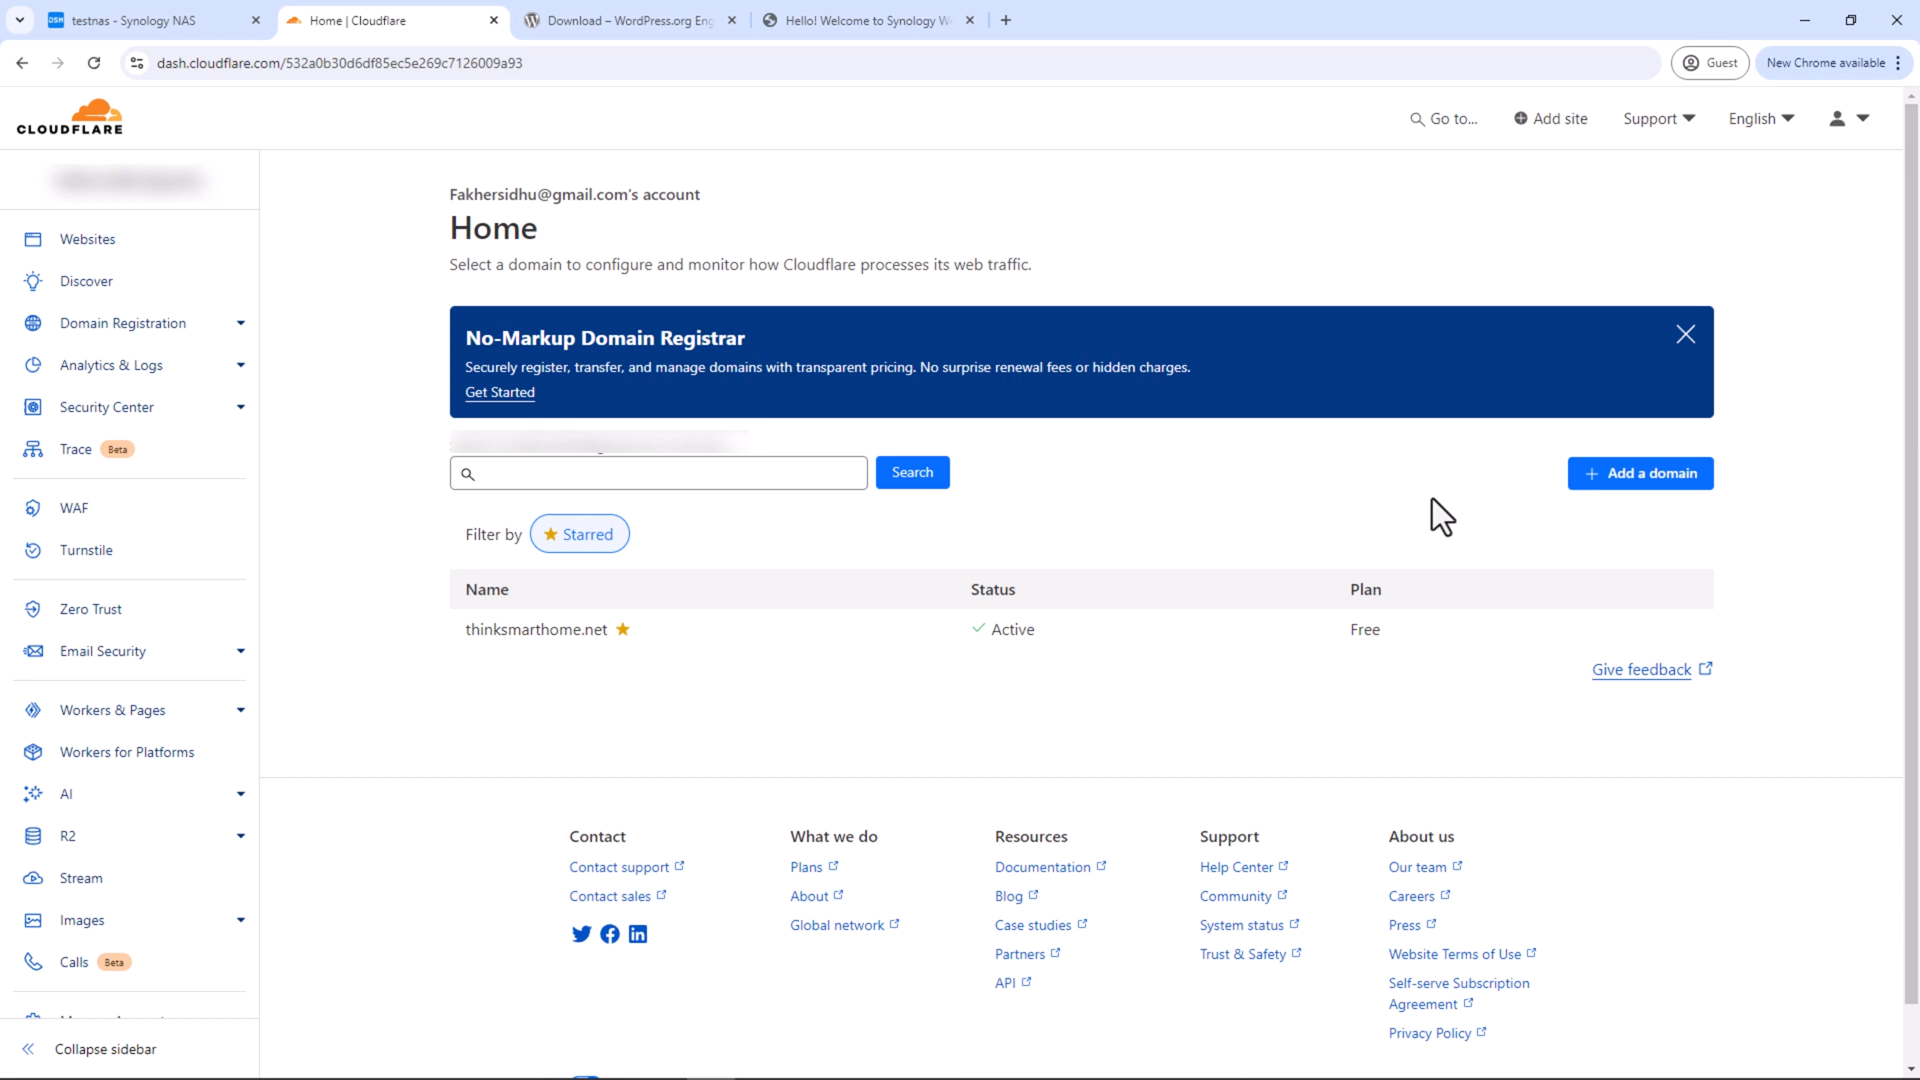 testnas - Synology NAS
Home | Cloudflare
Download – WordPress.org Eng
Hello! Welcome to Synology W
dash.cloudflare.com/532a0b30d6df85ec5e269c7126009a93
Guest
New Chrome available
CLOUDFLARE
Go to...
Add site
Support
English
Websites
Discover
Domain Registration
Analytics & Logs
Security Center
Trace Beta
WAF
Turnstile
Zero Trust
Email Security
Workers & Pages
Workers for Platforms
AI
R2
Stream
Images
Calls Beta
Collapse sidebar
Fakhersidhu@gmail.com's account
Home
Select a domain to configure and monitor how Cloudflare processes its web traffic.
No-Markup Domain Registrar
Securely register, transfer, and manage domains with transparent pricing. No surprise renewal fees or hidden charges.
Get Started
Search
Add a domain
Filter by Starred
Name Status Plan
thinksmarthome.net Active Free
Give feedback
Contact
Contact support
Contact sales
What we do
Plans
About
Global network
Resources
Documentation
Blog
Case studies
Partners
API
Support
Help Center
Community
System status
Trust & Safety
About us
Our team
Careers
Press
Website Terms of Use
Self-serve Subscription
Agreement
Privacy Policy